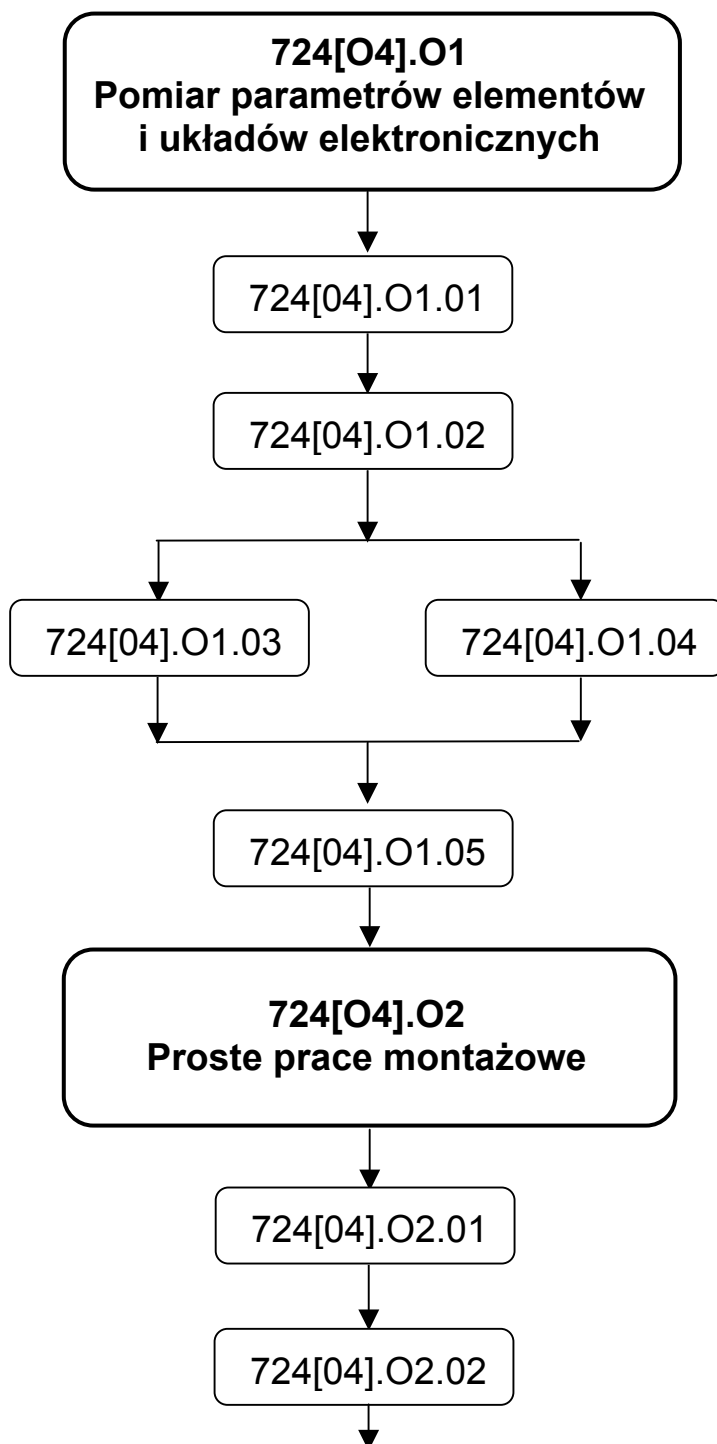 724[O4].O1
Pomiar parametrów elementów
i układów elektronicznych
724[04].O1.01
724[04].O1.02
724[04].O1.03
724[04].O1.04
724[04].O1.05
724[O4].O2
Proste prace montażowe
724[04].O2.01
724[04].O2.02